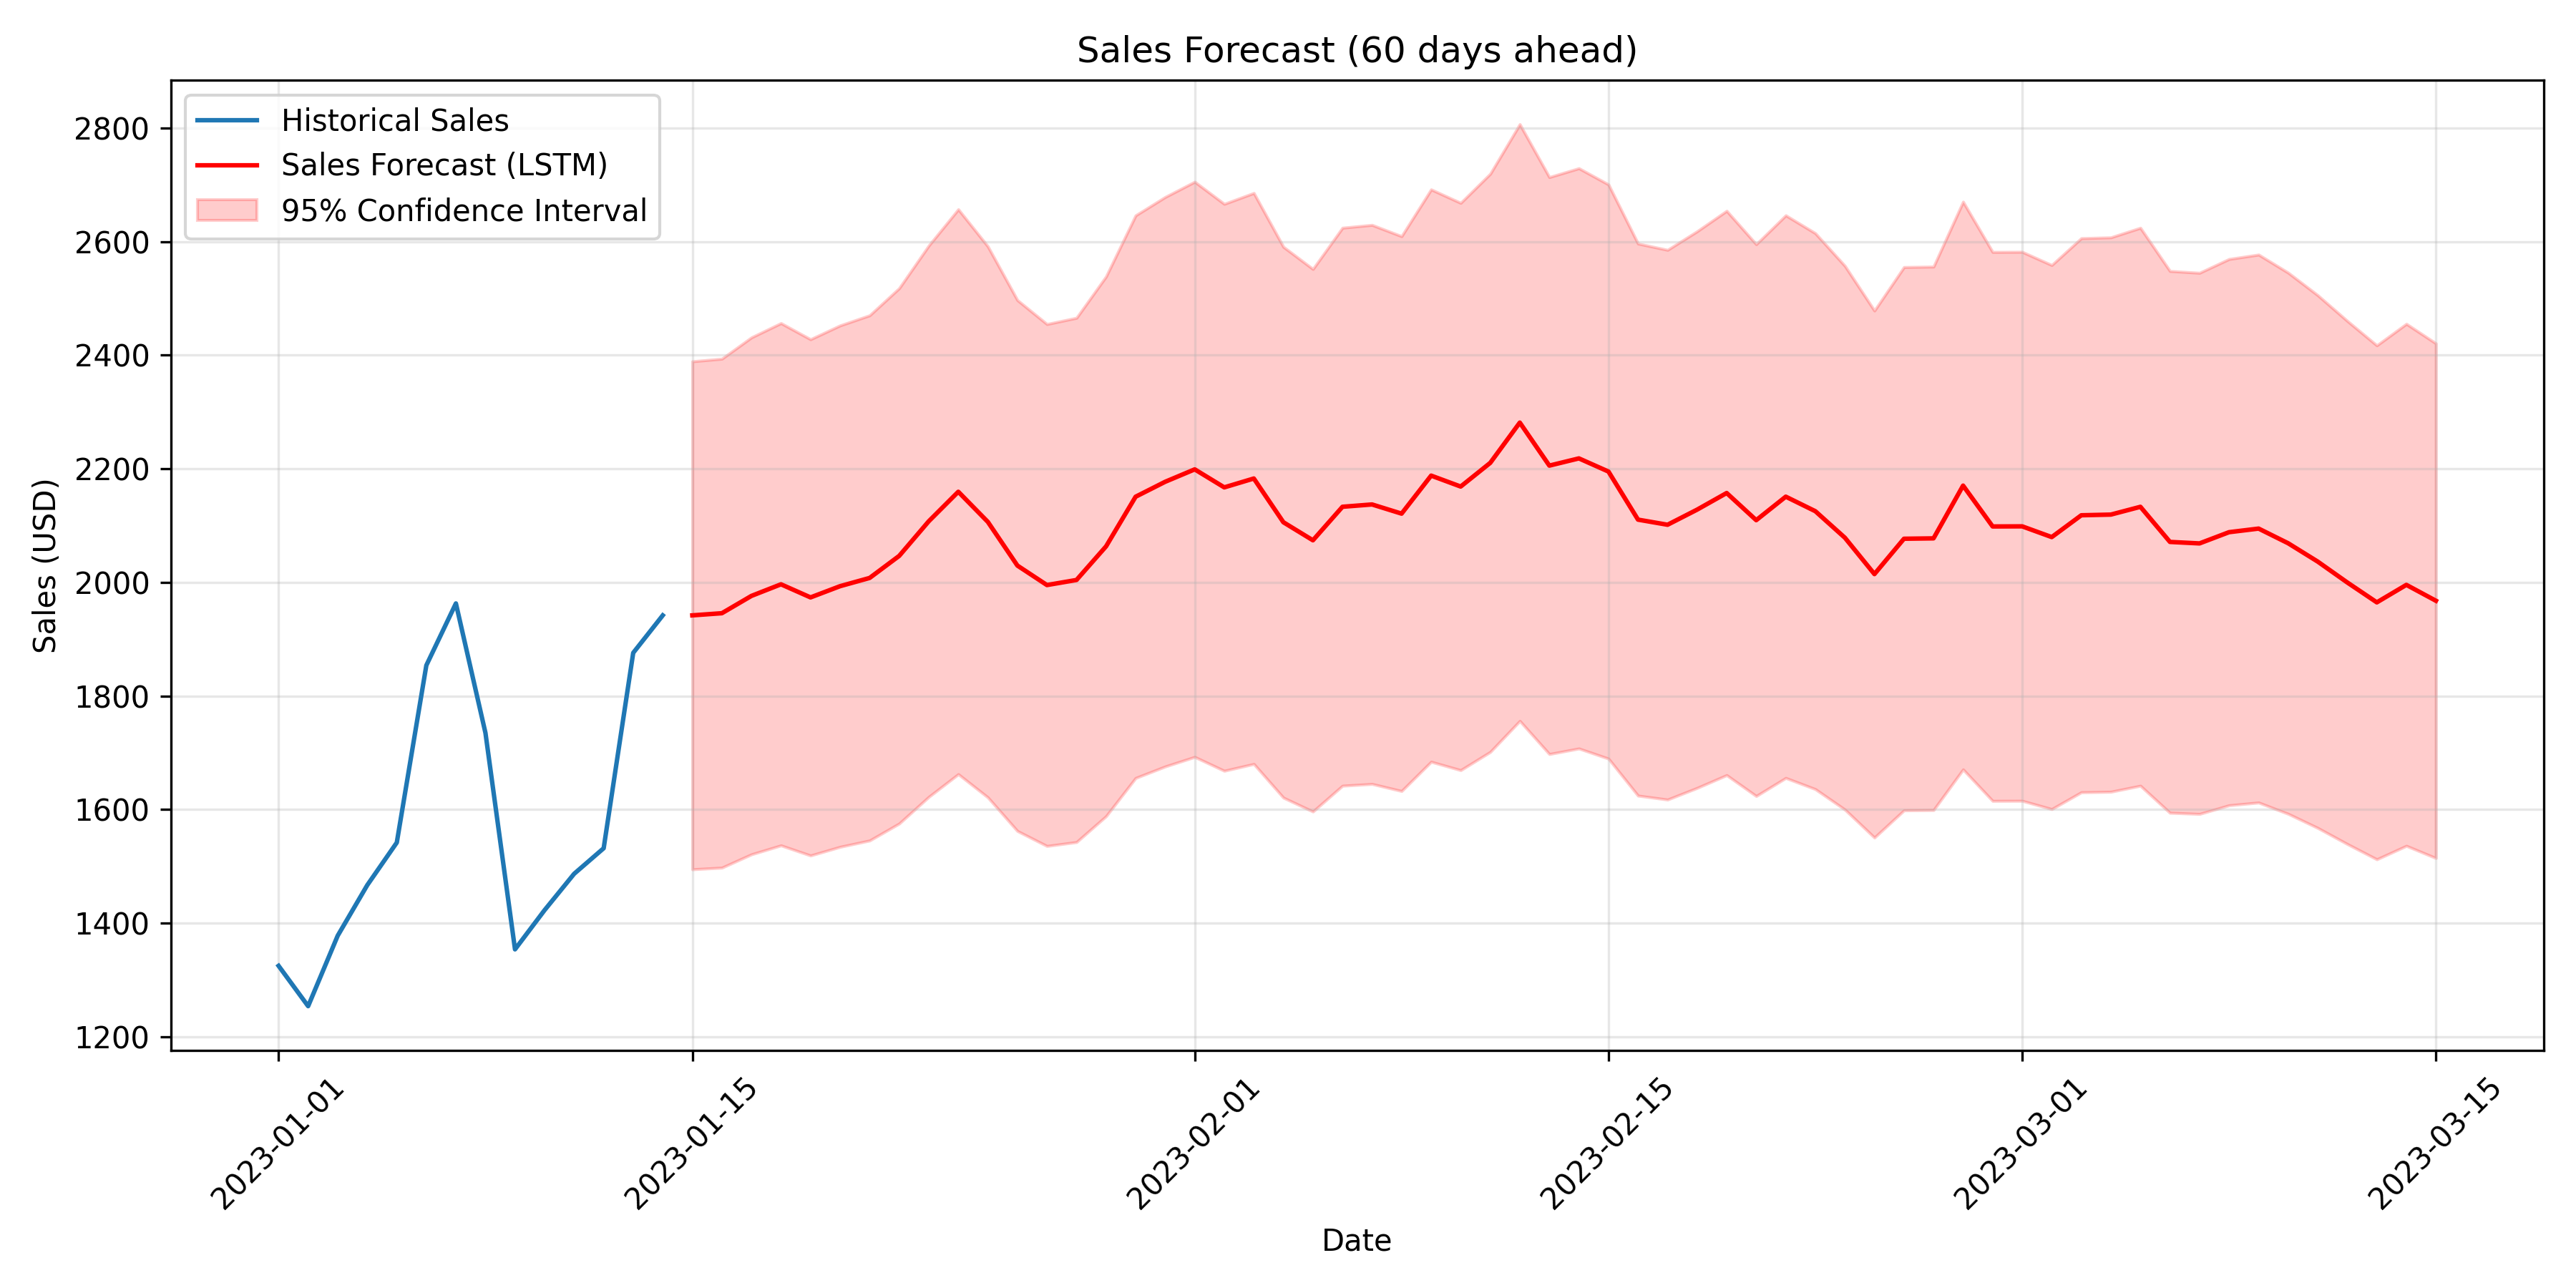 Sales Forecast (60 days ahead)
Historical Sales
Sales Forecast (LSTM)
95% Confidence Interval
2800
2600
2400
2200
2000
1800
1600
1400
1200
Sales (USD)
2023-01-01
2023-01-15
2023-02-01
2023-02-15
2023-03-01
2023-03-15
Date